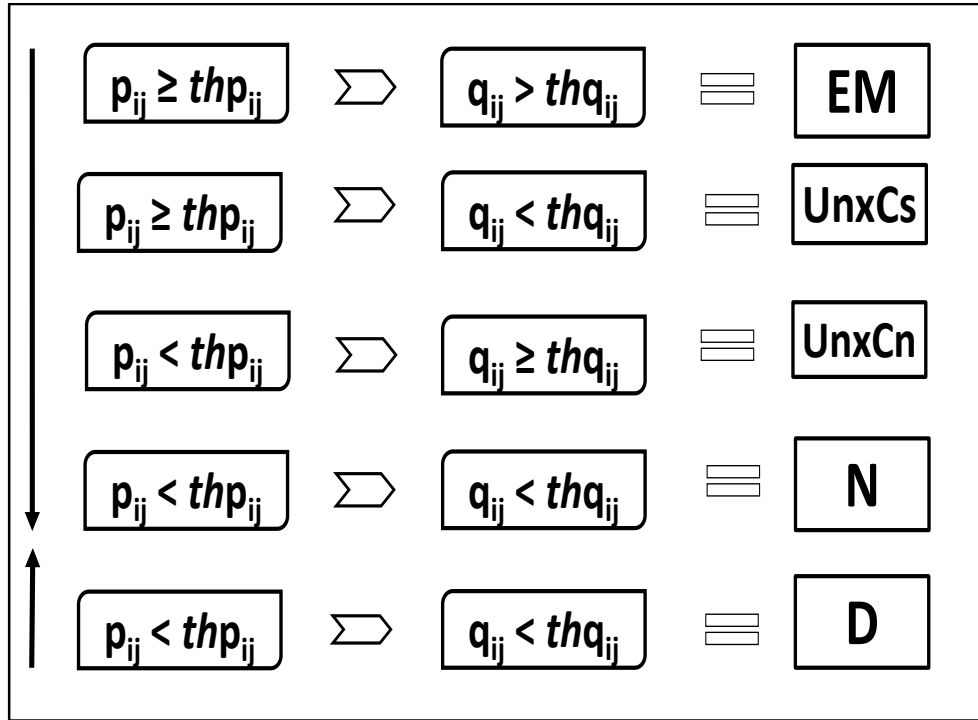 pij ≥ thpij qij > thqij EM
pij ≥ thpij qij < thqij UnxCs
pij < thpij qij ≥ thqij UnxCn
pij < thpij qij < thqij N
pij < thpij qij < thqij D